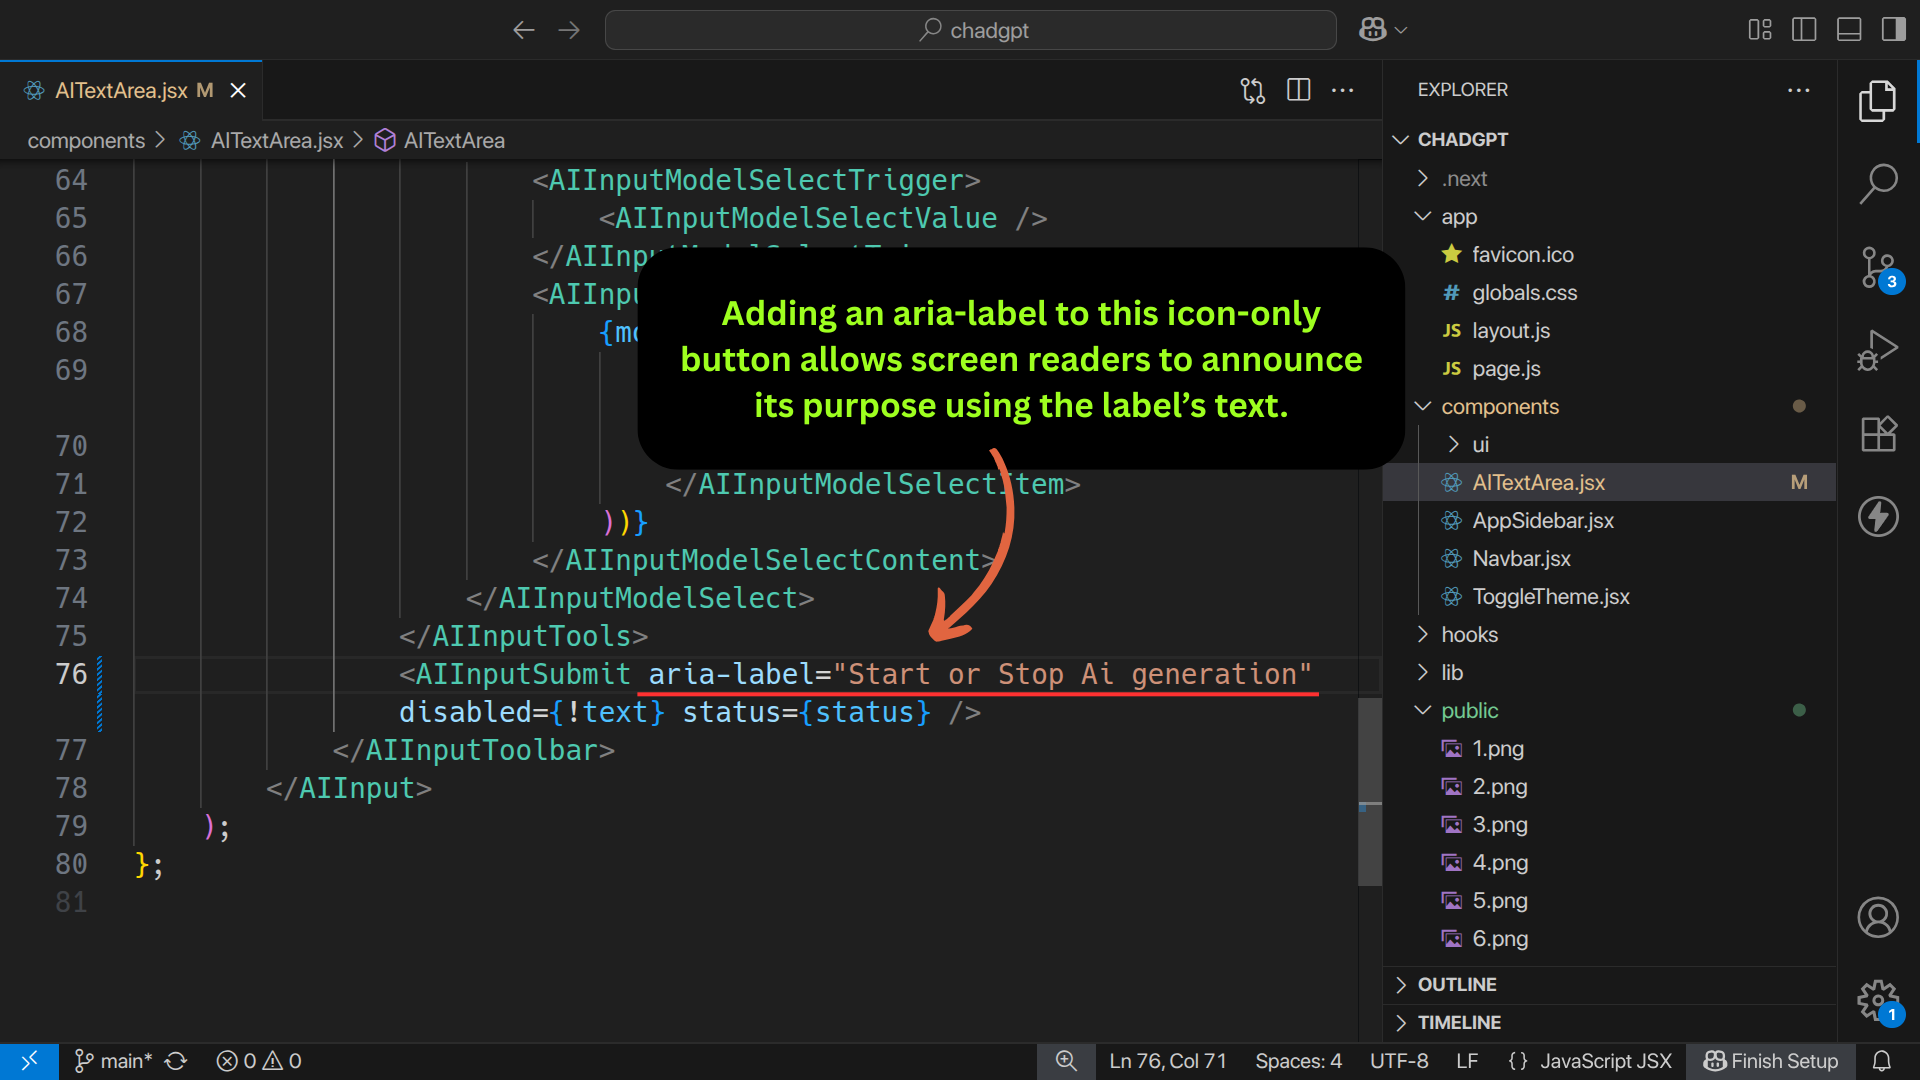 chadgpt
AITextArea.jsx M
components > AITextArea.jsx > AITextArea
64 <AIInputModelSelectTrigger>
65 <AIInputModelSelectValue />
66 </AIInp
67 <AIInpu
68 {mo
69
70
71 </AIInputModelSelectItem>
72 ))}
73 </AIInputModelSelectContent>
74 </AIInputModelSelect>
75 </AIInputTools>
76 <AIInputSubmit aria-label="Start or Stop Ai generation"
disabled={!text} status={status} />
77 </AIInputToolbar>
78 </AIInput>
79 );
80 };
81
Adding an aria-label to this icon-only
button allows screen readers to announce
its purpose using the label’s text.
EXPLORER
CHADGPT
.next
app
favicon.ico
# globals.css
JS layout.js
JS page.js
components
ui
AITextArea.jsx M
AppSidebar.jsx
Navbar.jsx
ToggleTheme.jsx
hooks
lib
public
1.png
2.png
3.png
4.png
5.png
6.png
OUTLINE
TIMELINE
3
1
main* 0 0 Ln 76, Col 71 Spaces: 4 UTF-8 LF {} JavaScript JSX Finish Setup